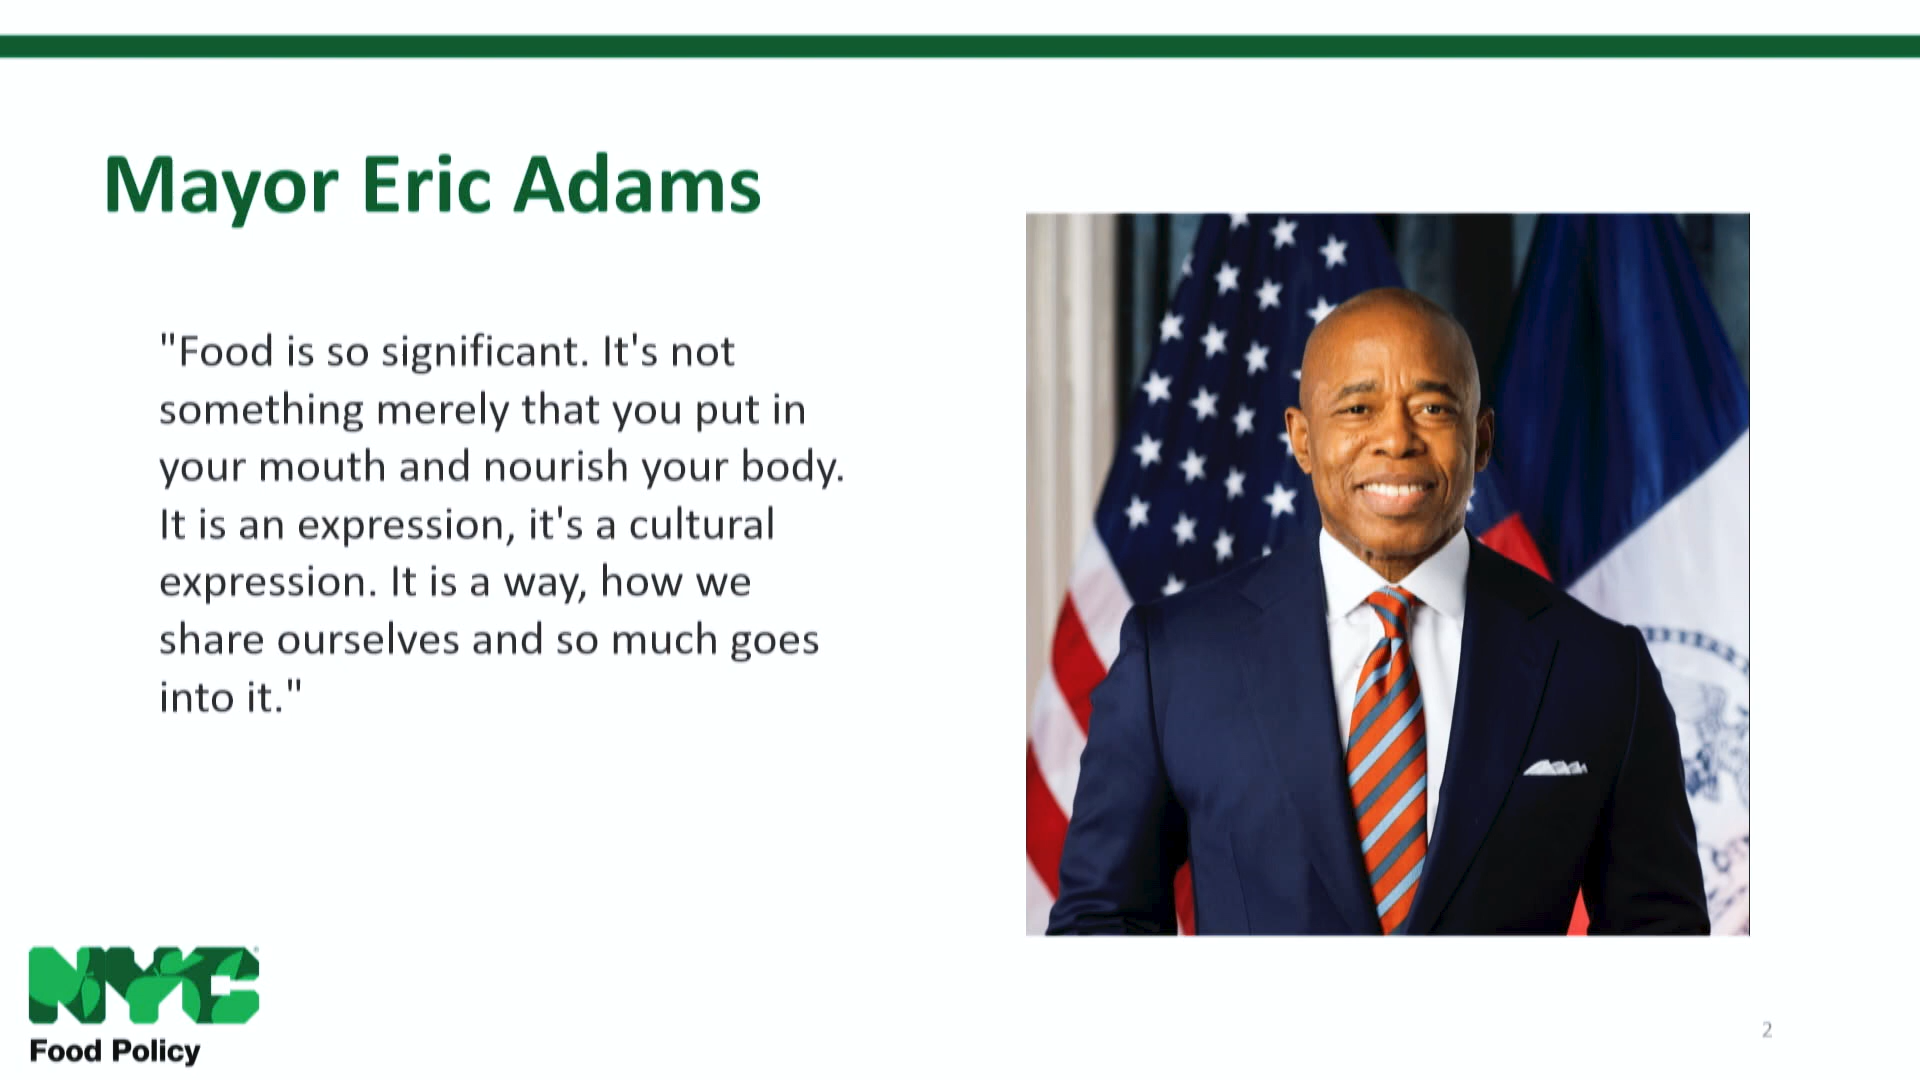 Mayor Eric Adams
"Food is so significant. It's not
something merely that you put in
your mouth and nourish your body.
It is an expression, it's a cultural
expression. It is a way, how we
share ourselves and so much goes
into it."
NYC
Food Policy
2